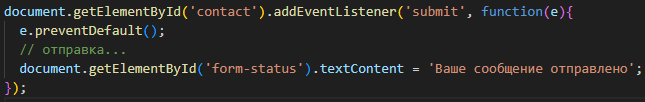 document.getElementById('contact').addEventListener('submit', function(e){
  e.preventDefault();
  // отправка...
  document.getElementById('form-status').textContent = 'Ваше сообщение отправлено';
});